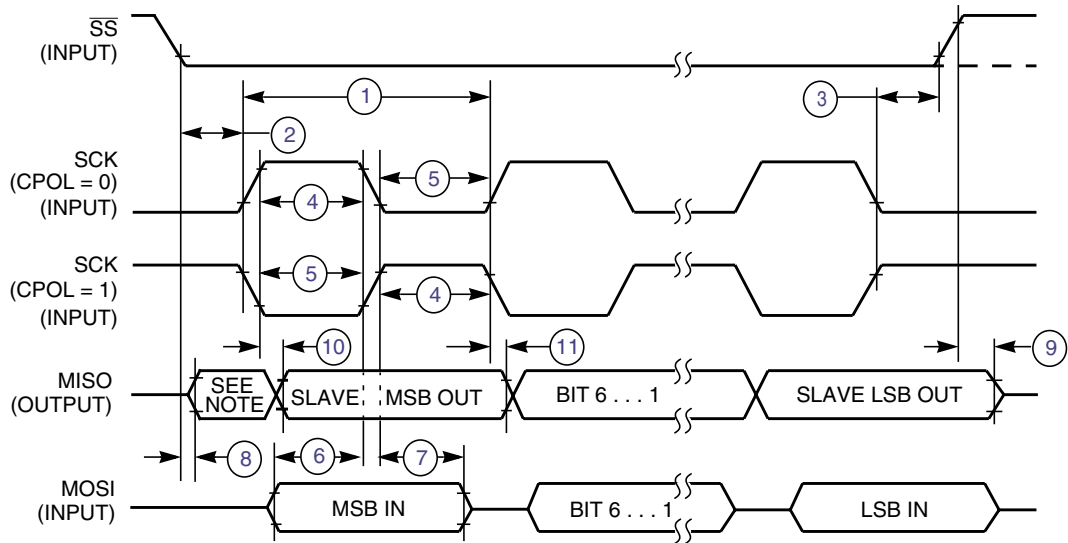 SS
(INPUT)
1
3
2
SCK
(CPOL = 0)
(INPUT)
5
4
SCK
(CPOL = 1)
(INPUT)
5
4
10
11
9
MISO
(OUTPUT)
SEE
NOTE
SLAVE
MSB OUT
BIT 6 . . . 1
SLAVE LSB OUT
8
6
7
MOSI
(INPUT)
MSB IN
BIT 6 . . . 1
LSB IN